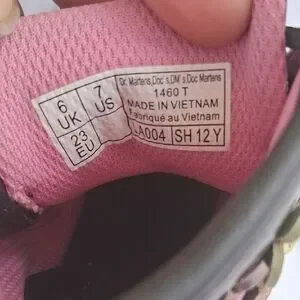 6 UK
7 US
23 EU
Dr. Martens,Doc´s,DM´s,Doc Martens
1460 T
MADE IN VIETNAM
Fabriqué au Vietnam
LA004
SH 12 Y